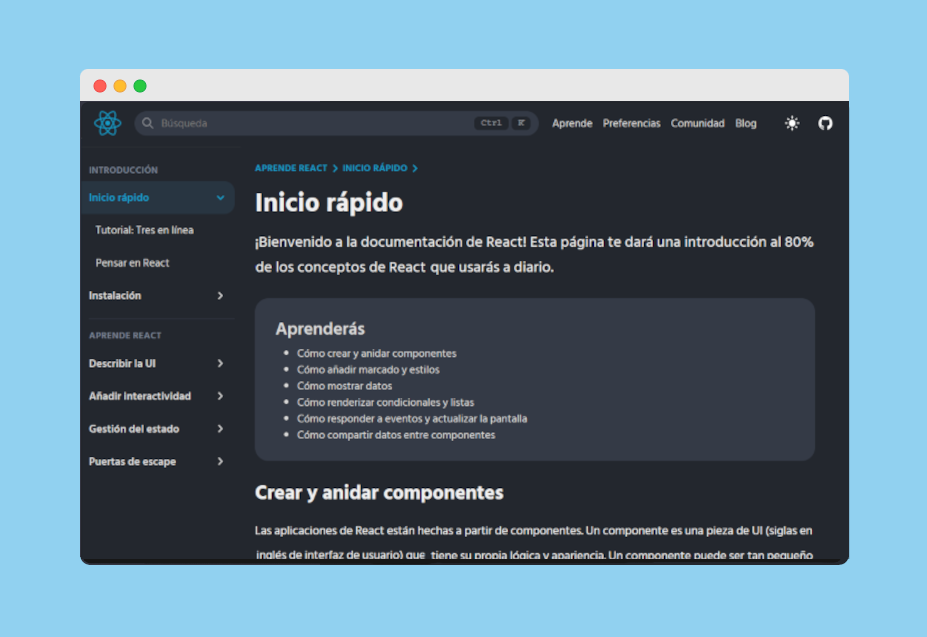 Búsqueda
Ctrl K
Aprende Preferencias Comunidad Blog
INTRODUCCIÓN
Inicio rápido
Tutorial: Tres en línea
Pensar en React
Instalación
APRENDE REACT
Describir la UI
Añadir interactividad
Gestión del estado
Puertas de escape
APRENDE REACT > INICIO RÁPIDO >
Inicio rápido
¡Bienvenido a la documentación de React! Esta página te dará una introducción al 80%
de los conceptos de React que usarás a diario.
Aprenderás
• Cómo crear y anidar componentes
• Cómo añadir marcado y estilos
• Cómo mostrar datos
• Cómo renderizar condicionales y listas
• Cómo responder a eventos y actualizar la pantalla
• Cómo compartir datos entre componentes
Crear y anidar componentes
Las aplicaciones de React están hechas a partir de componentes. Un componente es una pieza de UI (siglas en
inglés de interfaz de usuario) que tiene su propia lógica y apariencia. Un componente puede ser tan pequeño